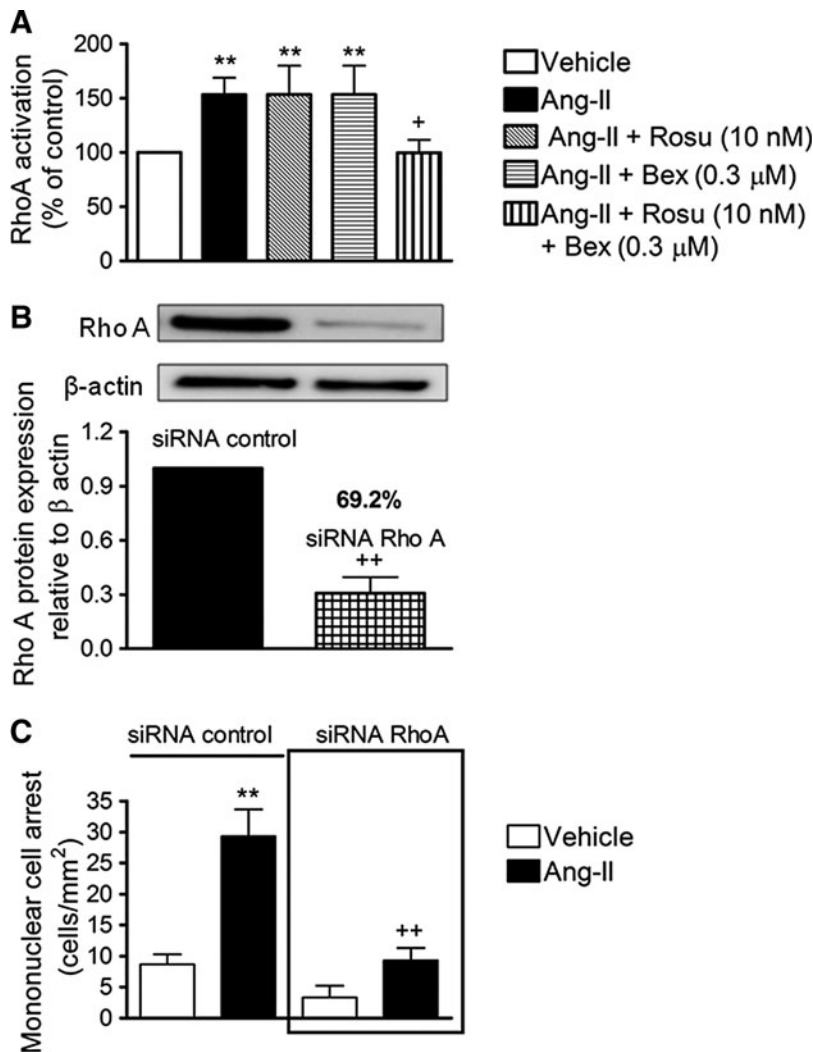 A
RhoA activation
(% of control)
200
150
100
50
0
**
**
**
+
Vehicle
Ang-II
Ang-II + Rosu (10 nM)
Ang-II + Bex (0.3 µM)
Ang-II + Rosu (10 nM)
+ Bex (0.3 µM)
B
Rho A
β-actin
Rho A protein expression
relative to β actin
1.2
0.9
0.6
0.3
0.0
siRNA control
69.2%
siRNA Rho A
++
C
siRNA control
siRNA RhoA
Mononuclear cell arrest
(cells/mm²)
35
30
25
20
15
10
5
0
**
++
Vehicle
Ang-II